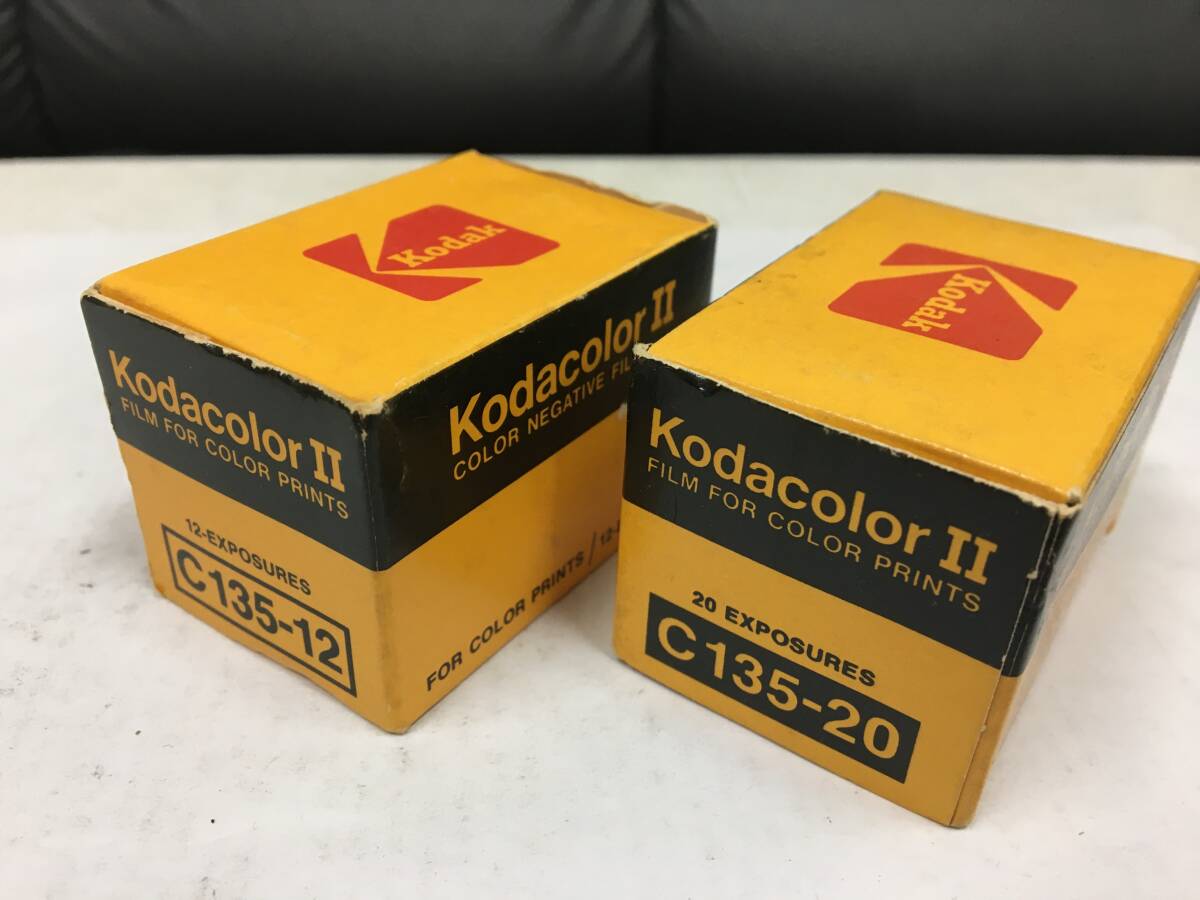 Kodak
Kodacolor II
FILM FOR COLOR PRINTS
12-EXPOSURES
C135-12
Kodacolor II
COLOR NEGATIVE
FOR COLOR PRINTS / 12-
Kodak
Kodacolor II
FILM FOR COLOR PRINTS
20 EXPOSURES
C135-20